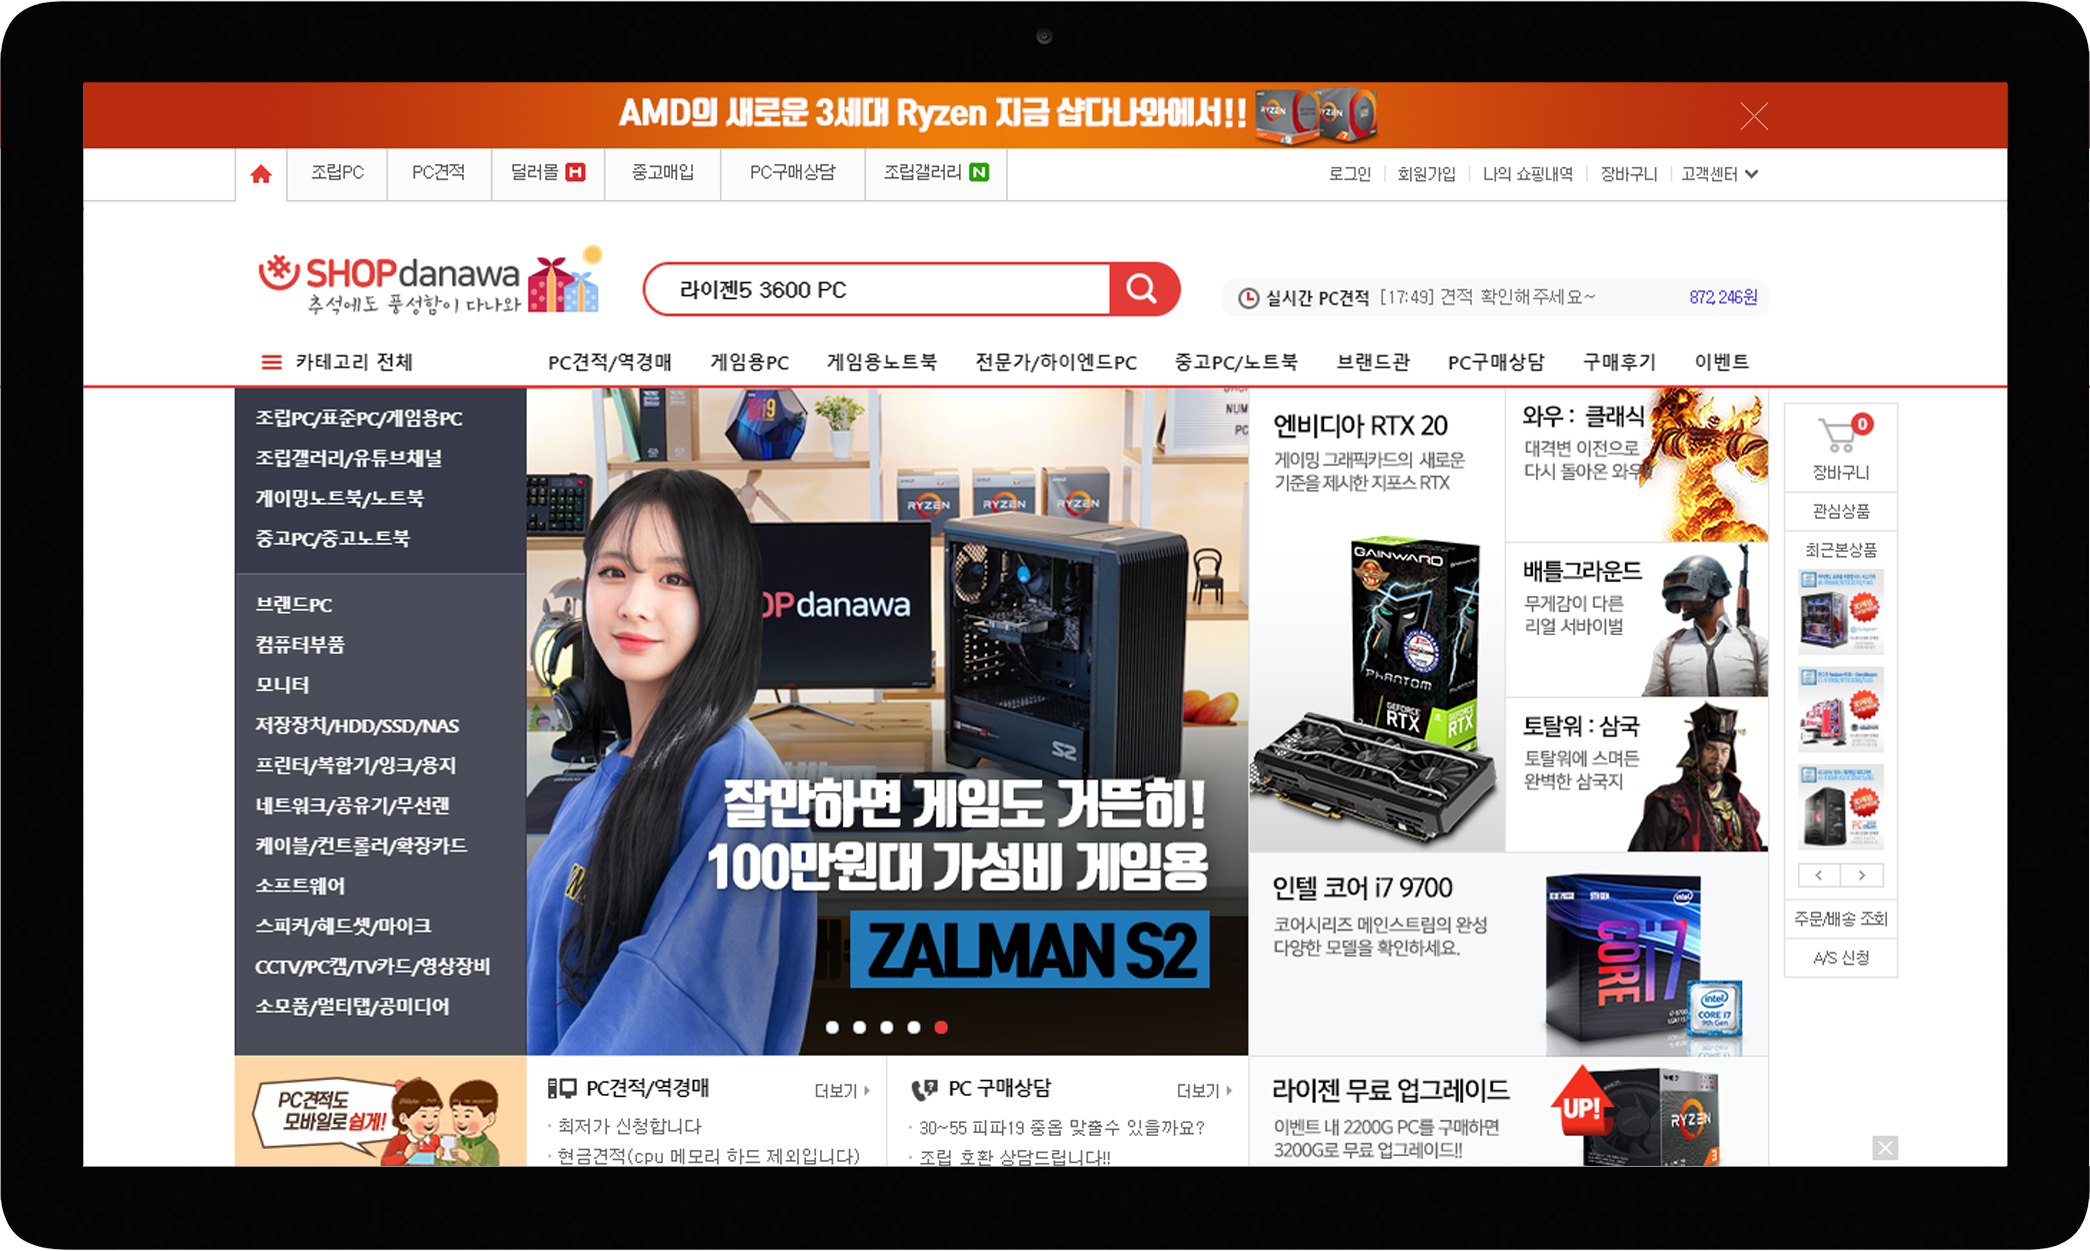 AMD의 새로운 3세대 Ryzen 지금 샵다나와에서!!
RYZEN
RYZEN
조립PC
PC견적
딜러몰 H
중고매입
PC구매상담
조립갤러리 N
로그인
회원가입
나의 쇼핑내역
장바구니
고객센터
SHOPdanawa
추석에도 풍성함이 다나와
라이젠5 3600 PC
실시간 PC견적 [17:49] 견적 확인해주세요~ 872,246원
카테고리 전체
PC견적/역경매
게임용PC
게임용노트북
전문가/하이엔드PC
중고PC/노트북
브랜드관
PC구매상담
구매후기
이벤트
조립PC/표준PC/게임용PC
조립갤러리/유튜브채널
게이밍노트북/노트북
중고PC/중고노트북
브랜드PC
컴퓨터부품
모니터
저장장치/HDD/SSD/NAS
프린터/복합기/잉크/용지
네트워크/공유기/무선랜
케이블/컨트롤러/확장카드
소프트웨어
스피커/헤드셋/마이크
CCTV/PC캠/TV카드/영상장비
소모품/멀티탭/공미디어
i9
NUM
PC
RYZEN
RYZEN
RYZEN
OPdanawa
S2
잘만하면 게임도 거뜬히!
100만원대 가성비 게임용
ZALMAN S2
엔비디아 RTX 20
게이밍 그래픽카드의 새로운
기준을 제시한 지포스 RTX
GAINWARD
PHANTOM
GEFORCE
RTX
GEFORCE
RTX
와우 : 클래식
대격변 이전으로
다시 돌아온 와우!!
배틀그라운드
무게감이 다른
리얼 서바이벌
토탈워 : 삼국
토탈워에 스며든
완벽한 삼국지
인텔 코어 i7 9700
코어시리즈 메인스트림의 완성
다양한 모델을 확인하세요.
intel
CORE i7
intel
CORE i7
9th Gen
0
장바구니
관심상품
최근본상품
주문/배송 조회
A/S 신청
PC견적도
모바일로 쉽게!
PC견적/역경매
더보기
최저가 신청합니다
현금견적(cpu 메모리 하드 제외입니다)
PC 구매상담
더보기
30~55 피파19 중옵 맞출수 있을까요?
조립 호환 상담드립니다!!
라이젠 무료 업그레이드
이벤트 내 2200G PC를 구매하면
3200G로 무료 업그레이드!!
UP!
RYZEN
3